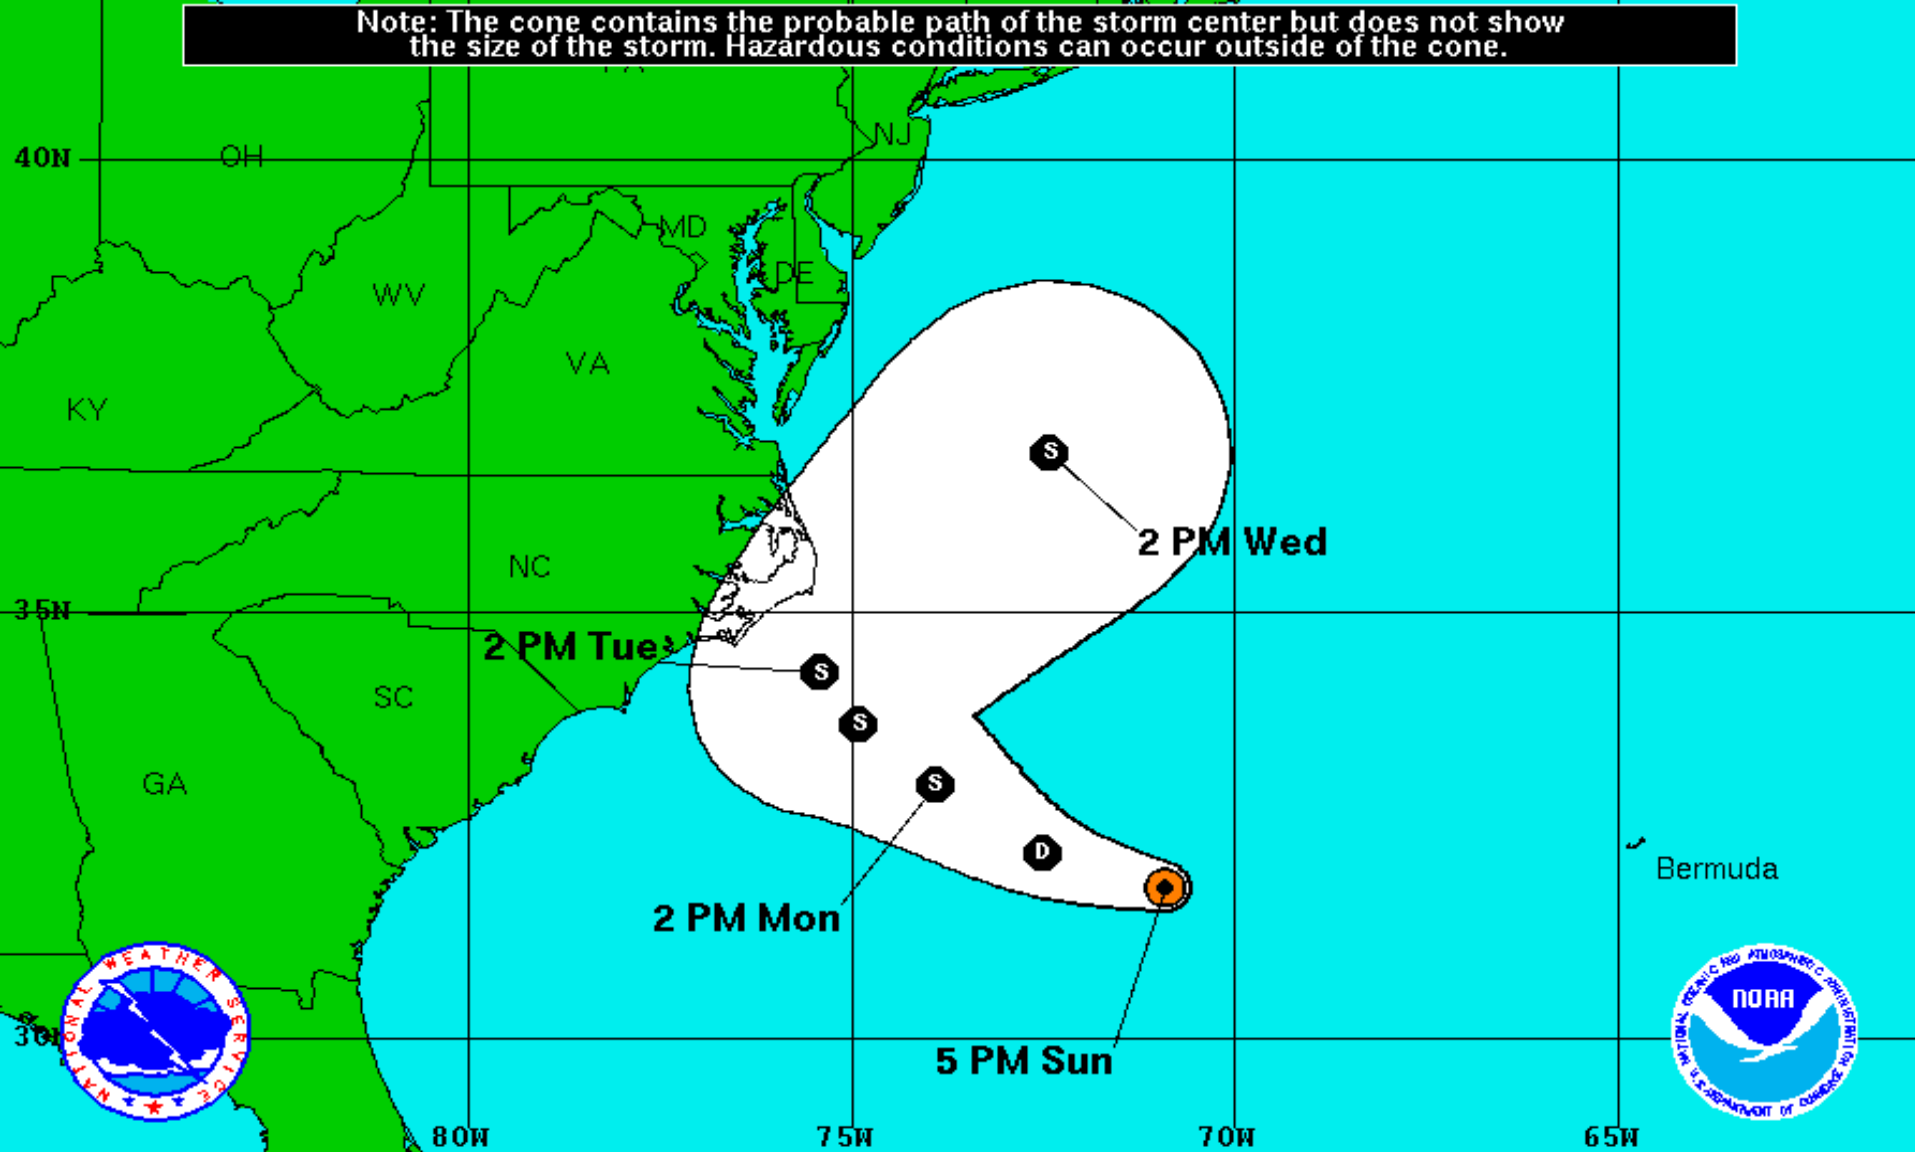 Note: The cone contains the probable path of the storm center but does not show
the size of the storm. Hazardous conditions can occur outside of the cone.
NJ
40N
OH
MD
DE
WV
VA
KY
S
2 PM Wed
NC
35N
2 PM Tue
S
SC
S
GA
S
D
Bermuda
2 PM Mon
NATIONAL WEATHER SERVICE
NOAA
30N
5 PM Sun
80W
75W
70W
65W